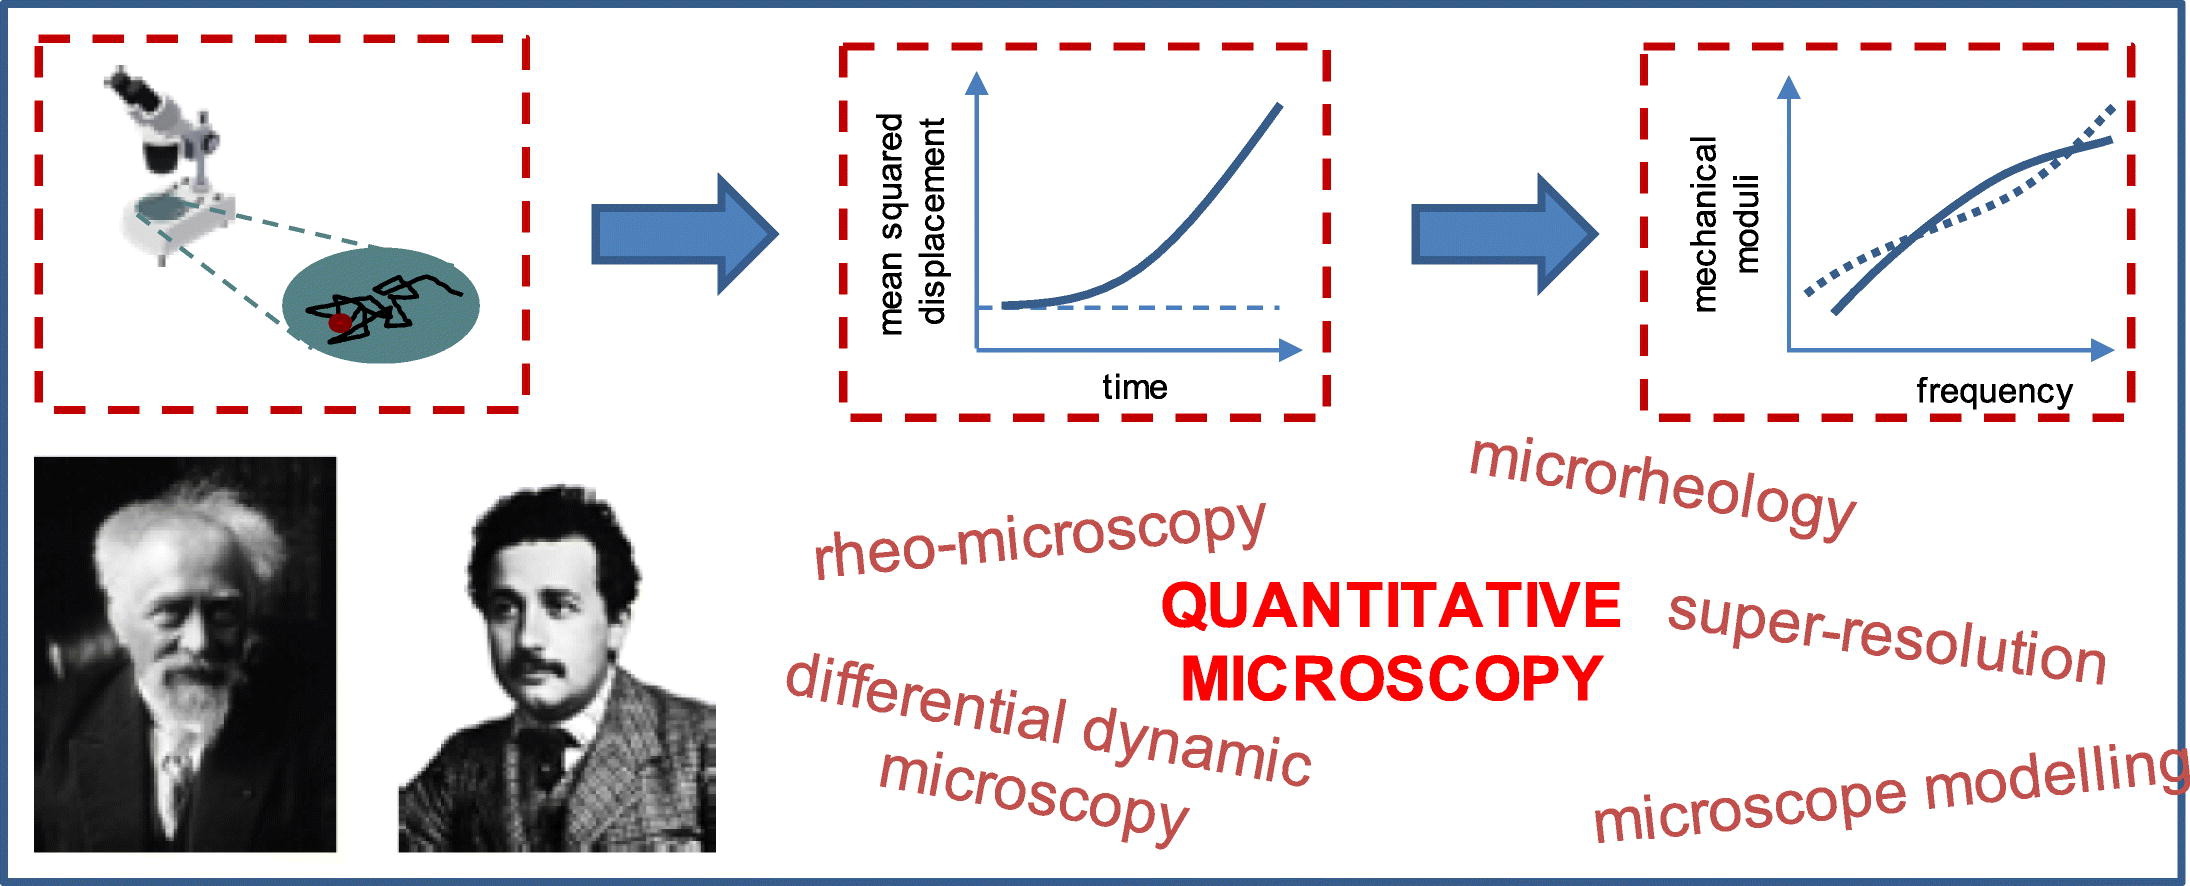 mean squared
displacement
time
mechanical
moduli
frequency
microrheology
rheo-microscopy
QUANTITATIVE
MICROSCOPY
super-resolution
differential dynamic
microscopy
microscope modelling